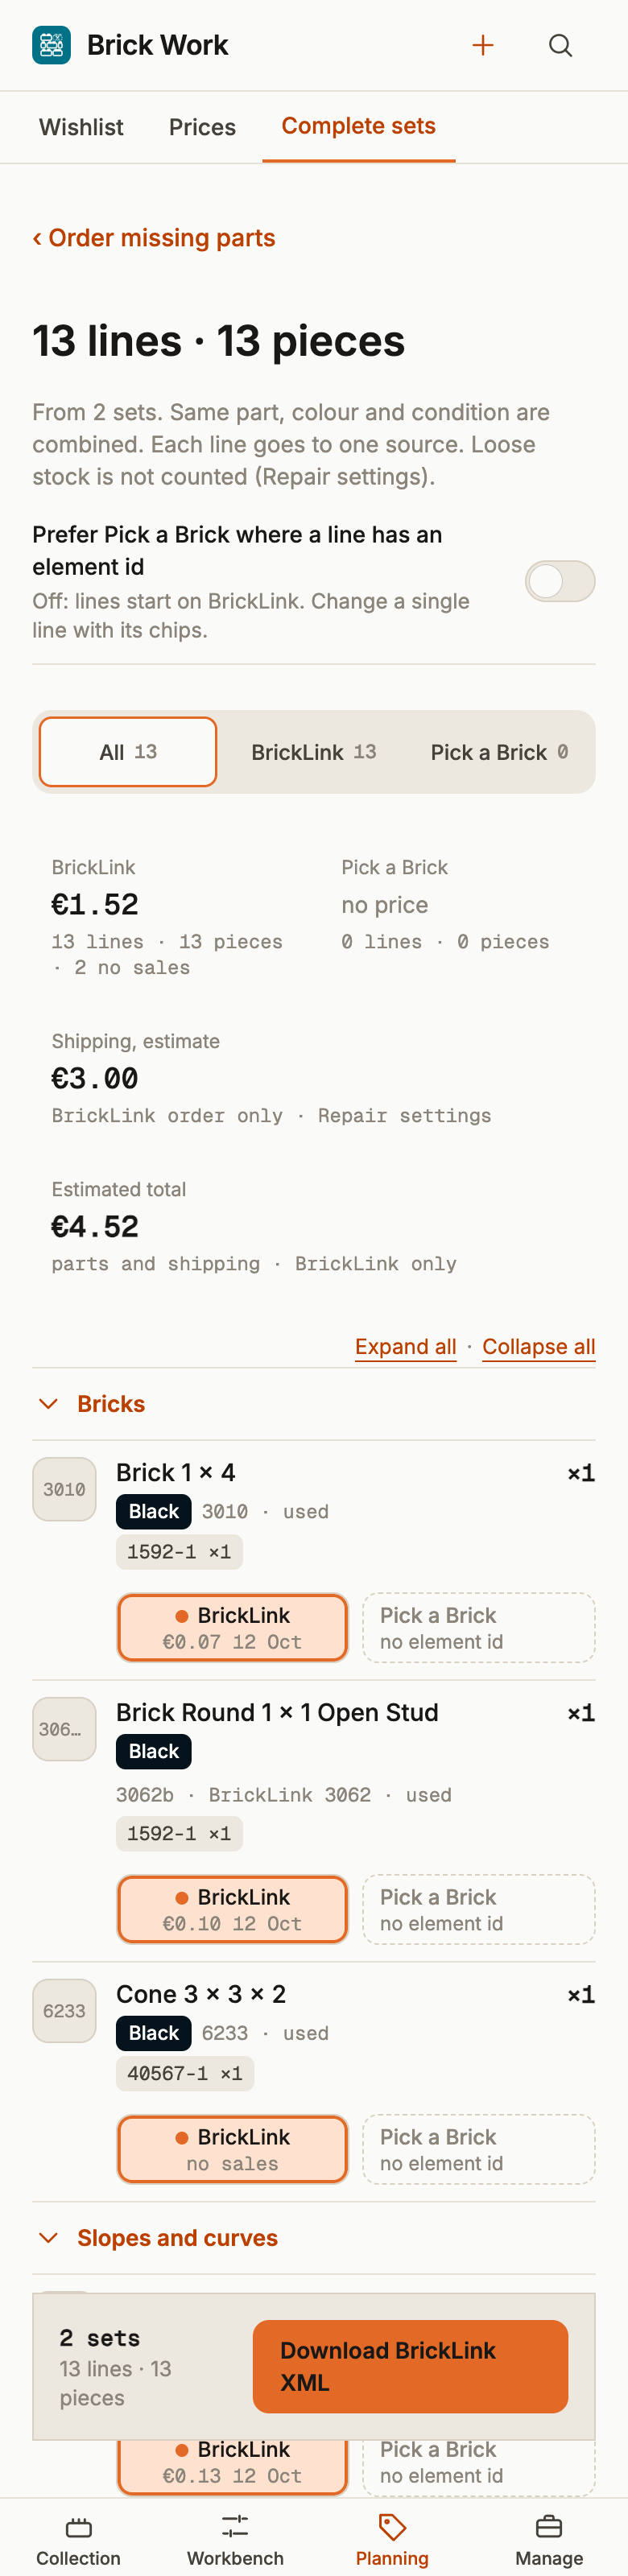 Brick Work
Wishlist Prices Complete sets
‹ Order missing parts
13 lines · 13 pieces
From 2 sets. Same part, colour and condition are
combined. Each line goes to one source. Loose
stock is not counted (Repair settings).
Prefer Pick a Brick where a line has an
element id
Off: lines start on BrickLink. Change a single
line with its chips.
All 13 BrickLink 13 Pick a Brick 0
BrickLink
€1.52
13 lines · 13 pieces
· 2 no sales
Pick a Brick
no price
0 lines · 0 pieces
Shipping, estimate
€3.00
BrickLink order only · Repair settings
Estimated total
€4.52
parts and shipping · BrickLink only
Expand all · Collapse all
Bricks
3010
Brick 1 × 4 ×1
Black 3010 · used
1592-1 ×1
BrickLink
€0.07 12 Oct
Pick a Brick
no element id
306…
Brick Round 1 × 1 Open Stud ×1
Black
3062b · BrickLink 3062 · used
1592-1 ×1
BrickLink
€0.10 12 Oct
Pick a Brick
no element id
6233
Cone 3 × 3 × 2 ×1
Black 6233 · used
40567-1 ×1
BrickLink
no sales
Pick a Brick
no element id
Slopes and curves
2 sets
13 lines · 13
pieces
Download BrickLink
XML
BrickLink
€0.13 12 Oct
Pick a Brick
no element id
Collection Workbench Planning Manage